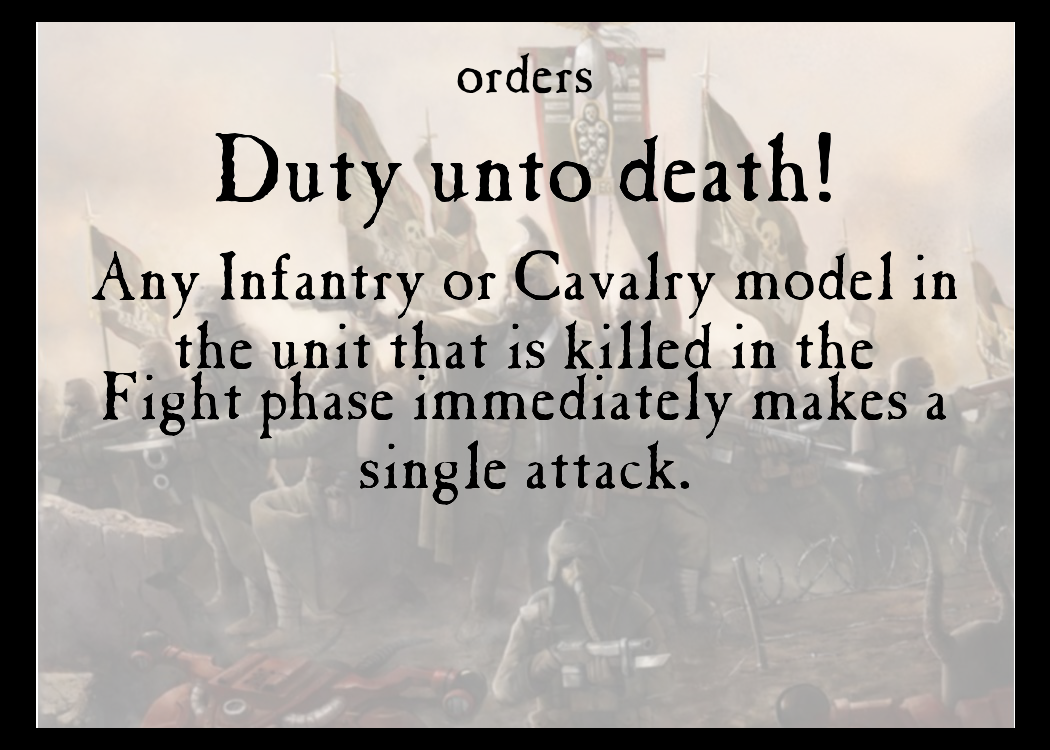 orders
Duty unto death!
Any Infantry or Cavalry model in
the unit that is killed in the
Fight phase immediately makes a
single attack.